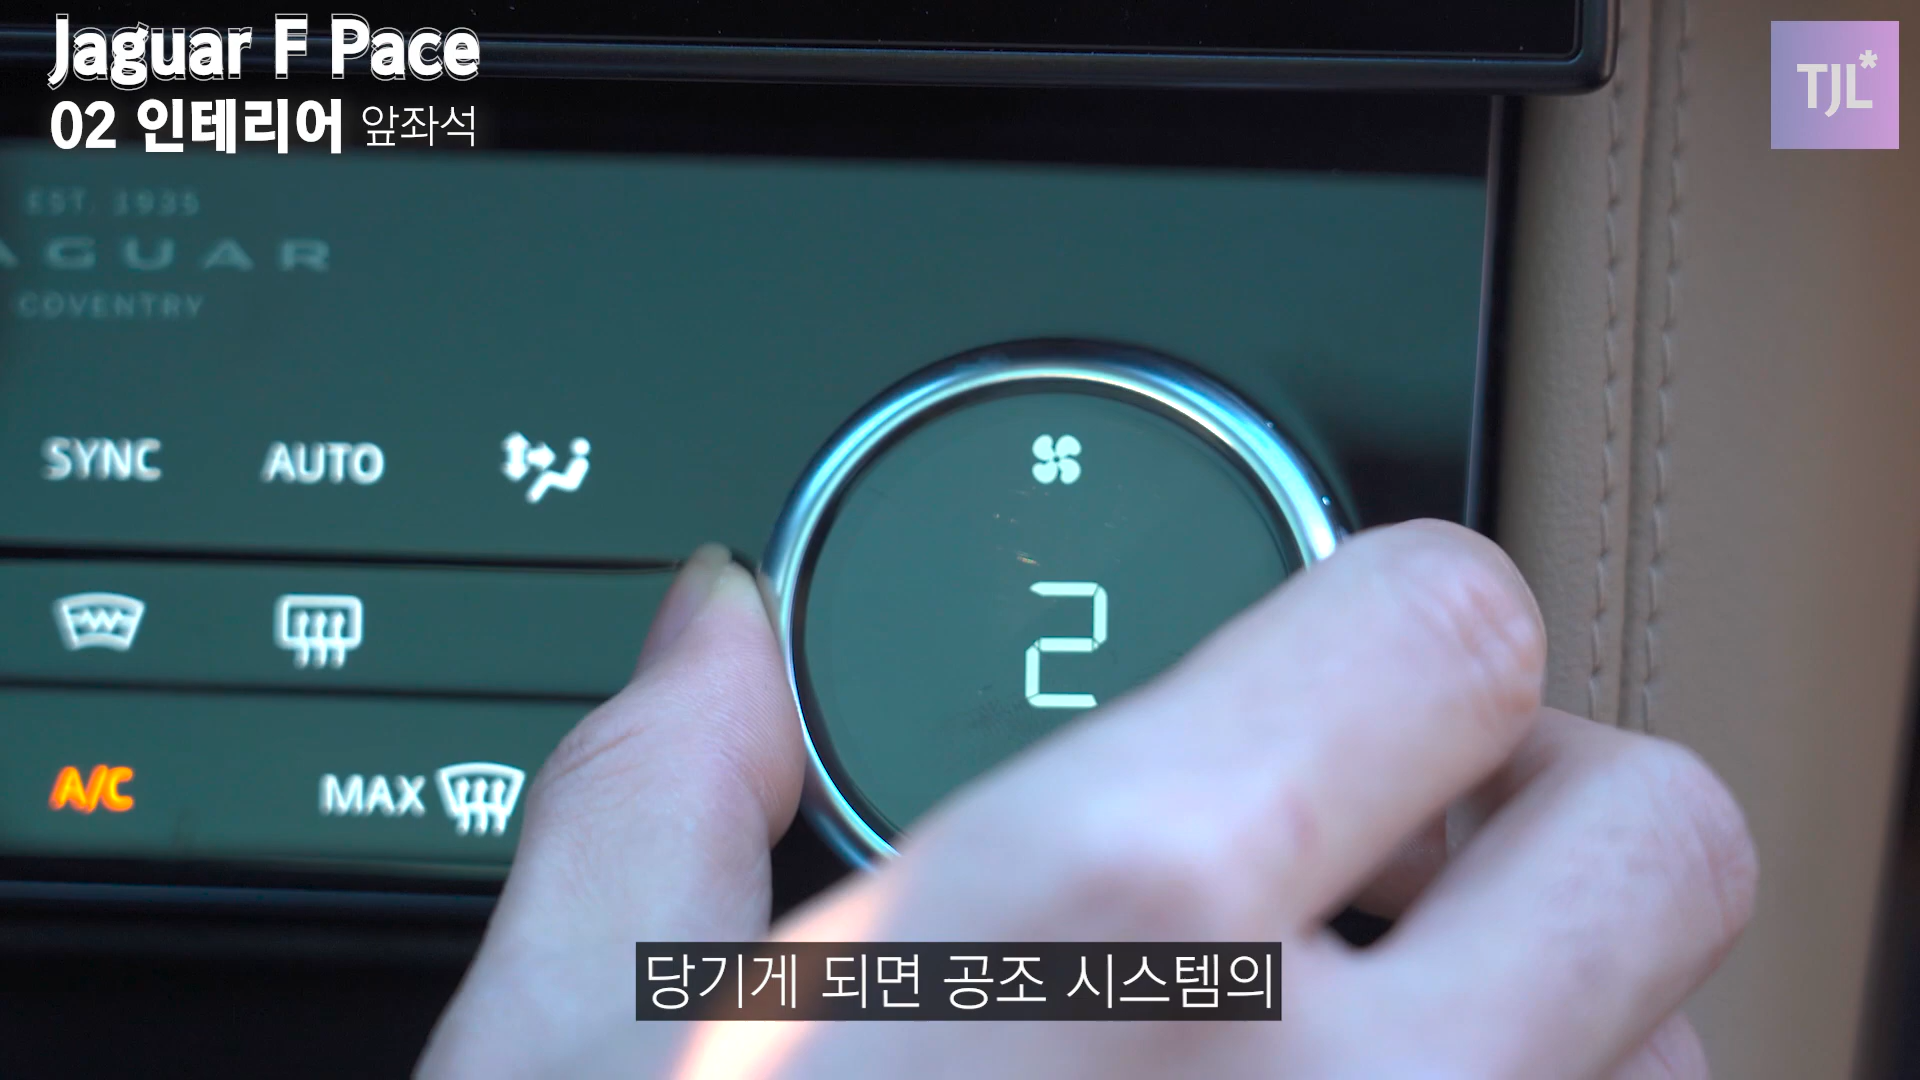 Jaguar F Pace
02 인테리어 앞좌석
TJL*
EST. 1935
AGUAR
COVENTRY
SYNC AUTO
2
A/C MAX
당기게 되면 공조 시스템의